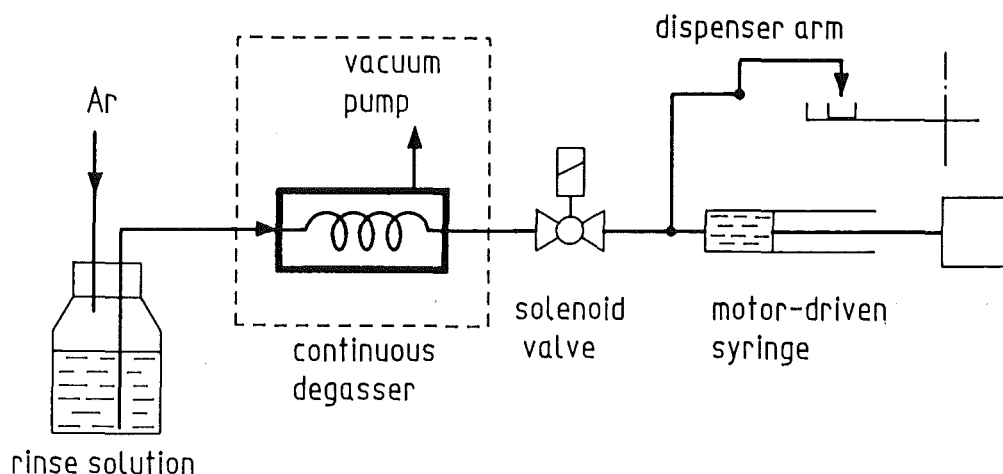 dispenser arm
vacuum
pump
Ar
solenoid
valve
motor-driven
syringe
continuous
degasser
rinse solution